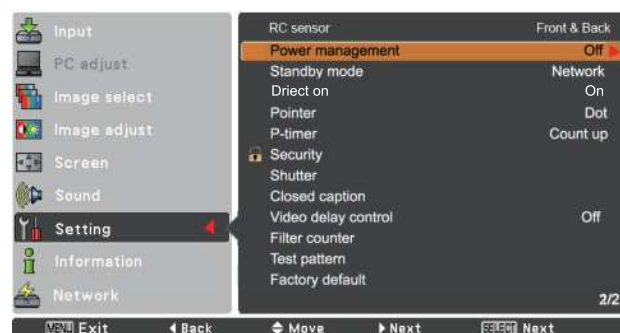 Input
PC adjust
Image select
Image adjust
Screen
Sound
Setting
Information
Network
RC sensor Front & Back
Power management Off
Standby mode Network
Driect on On
Pointer Dot
P-timer Count up
Security
Shutter
Closed caption
Video delay control Off
Filter counter
Test pattern
Factory default
2/2
MENU Exit Back Move Next SELECT Next